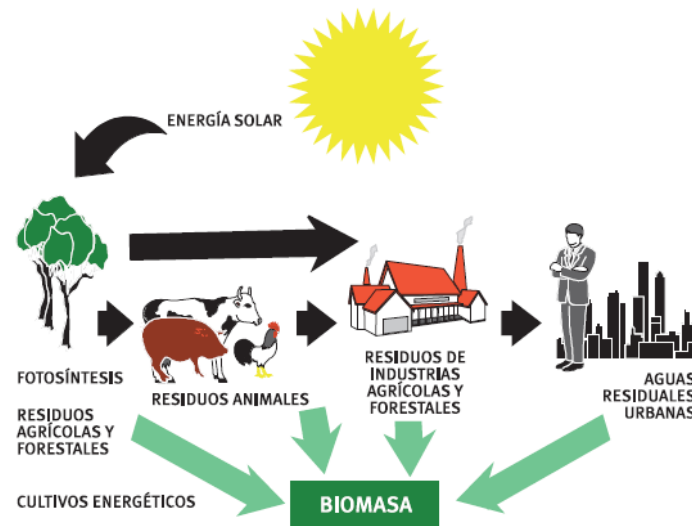 ENERGÍA SOLAR
FOTOSÍNTESIS
RESIDUOS
AGRÍCOLAS Y
FORESTALES
CULTIVOS ENERGÉTICOS
RESIDUOS ANIMALES
RESIDUOS DE
INDUSTRIAS
AGRÍCOLAS Y
FORESTALES
AGUAS
RESIDUALES
URBANAS
BIOMASA